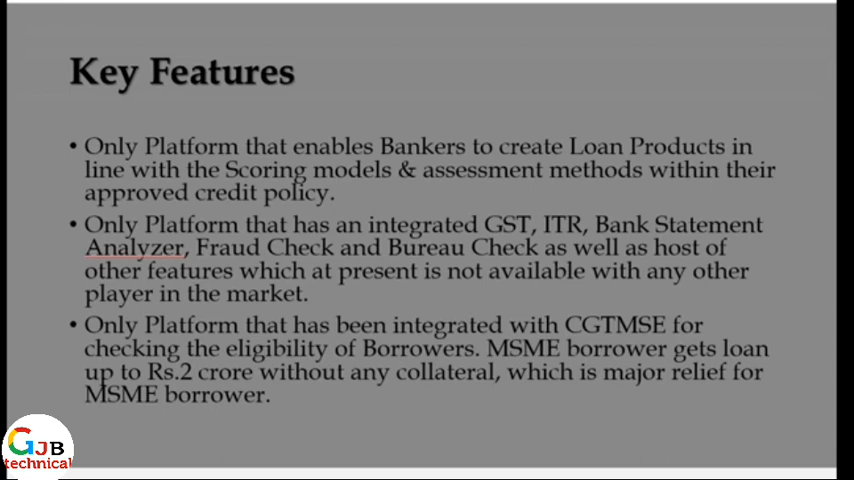 Key Features
• Only Platform that enables Bankers to create Loan Products in
line with the Scoring models & assessment methods within their
approved credit policy.
• Only Platform that has an integrated GST, ITR, Bank Statement
Analyzer, Fraud Check and Bureau Check as well as host of
other features which at present is not available with any other
player in the market.
• Only Platform that has been integrated with CGTMSE for
checking the eligibility of Borrowers. MSME borrower gets loan
up to Rs.2 crore without any collateral, which is major relief for
MSME borrower.
GJB
technical